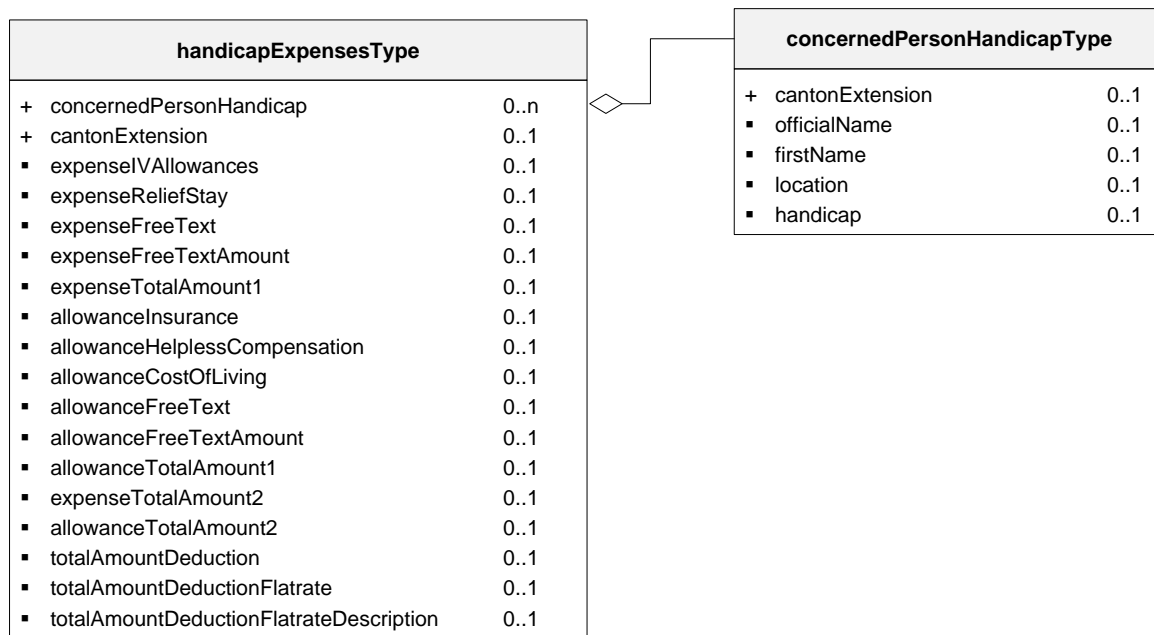 handicapExpensesType
+ concernedPersonHandicap 0..n
+ cantonExtension 0..1
▪ expenseIVAllowances 0..1
▪ expenseReliefStay 0..1
▪ expenseFreeText 0..1
▪ expenseFreeTextAmount 0..1
▪ expenseTotalAmount1 0..1
▪ allowanceInsurance 0..1
▪ allowanceHelplessCompensation 0..1
▪ allowanceCostOfLiving 0..1
▪ allowanceFreeText 0..1
▪ allowanceFreeTextAmount 0..1
▪ allowanceTotalAmount1 0..1
▪ expenseTotalAmount2 0..1
▪ allowanceTotalAmount2 0..1
▪ totalAmountDeduction 0..1
▪ totalAmountDeductionFlatrate 0..1
▪ totalAmountDeductionFlatrateDescription 0..1
concernedPersonHandicapType
+ cantonExtension 0..1
▪ officialName 0..1
▪ firstName 0..1
▪ location 0..1
▪ handicap 0..1